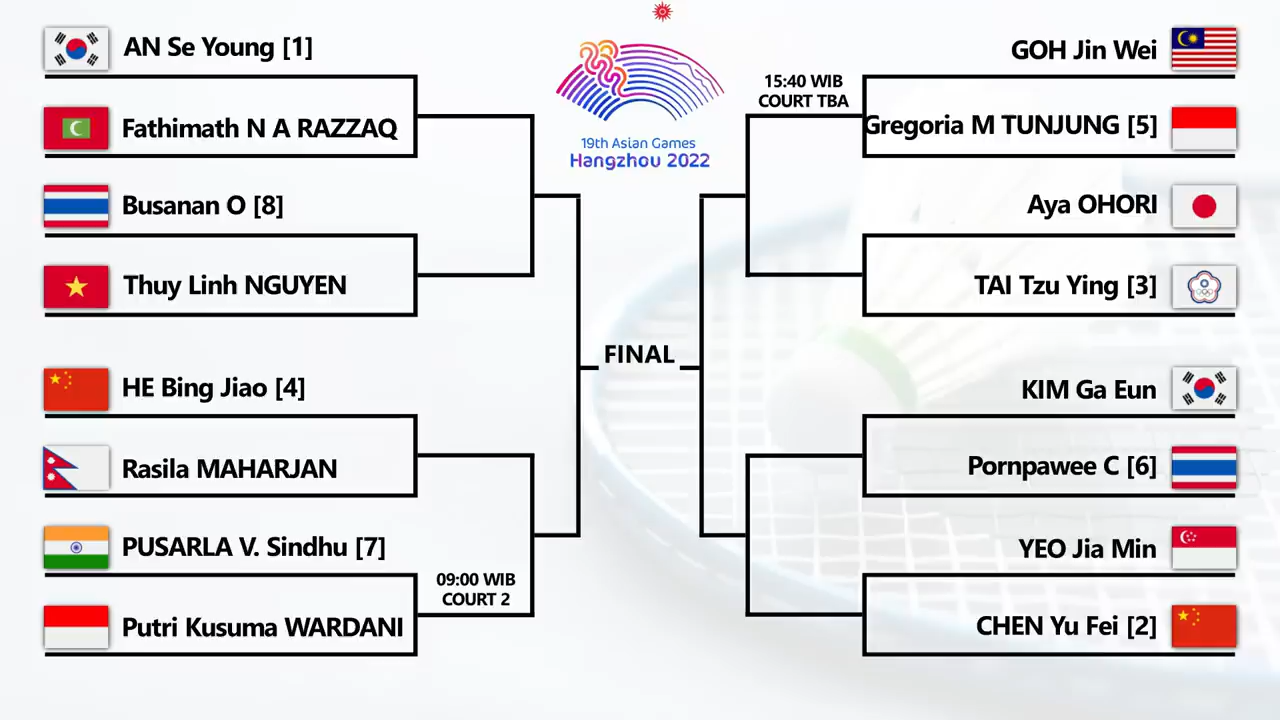 AN Se Young [1]
Fathimath N A RAZZAQ
Busanan O [8]
Thuy Linh NGUYEN
HE Bing Jiao [4]
Rasila MAHARJAN
PUSARLA V. Sindhu [7]
09:00 WIB
COURT 2
Putri Kusuma WARDANI
19th Asian Games
Hangzhou 2022
FINAL
15:40 WIB
COURT TBA
GOH Jin Wei
Gregoria M TUNJUNG [5]
Aya OHORI
TAI Tzu Ying [3]
KIM Ga Eun
Pornpawee C [6]
YEO Jia Min
CHEN Yu Fei [2]